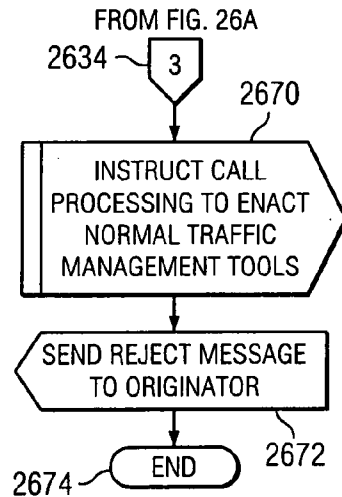 FROM FIG. 26A
2634
3
2670
INSTRUCT CALL
PROCESSING TO ENACT
NORMAL TRAFFIC
MANAGEMENT TOOLS
SEND REJECT MESSAGE
TO ORIGINATOR
2672
END
2674